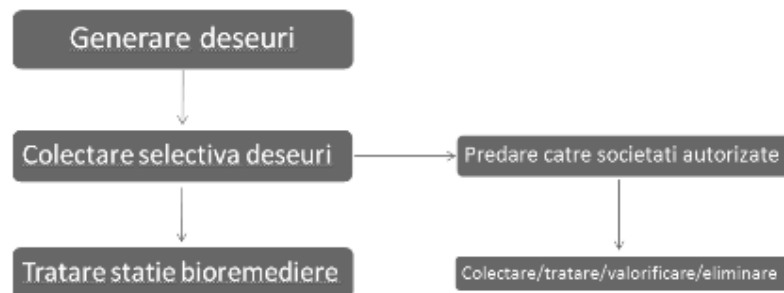 Generare deseuri
Colectare selectiva deseuri
Predare catre societati autorizate
Tratare statie bioremediere
Colectare/tratare/valorificare/eliminare